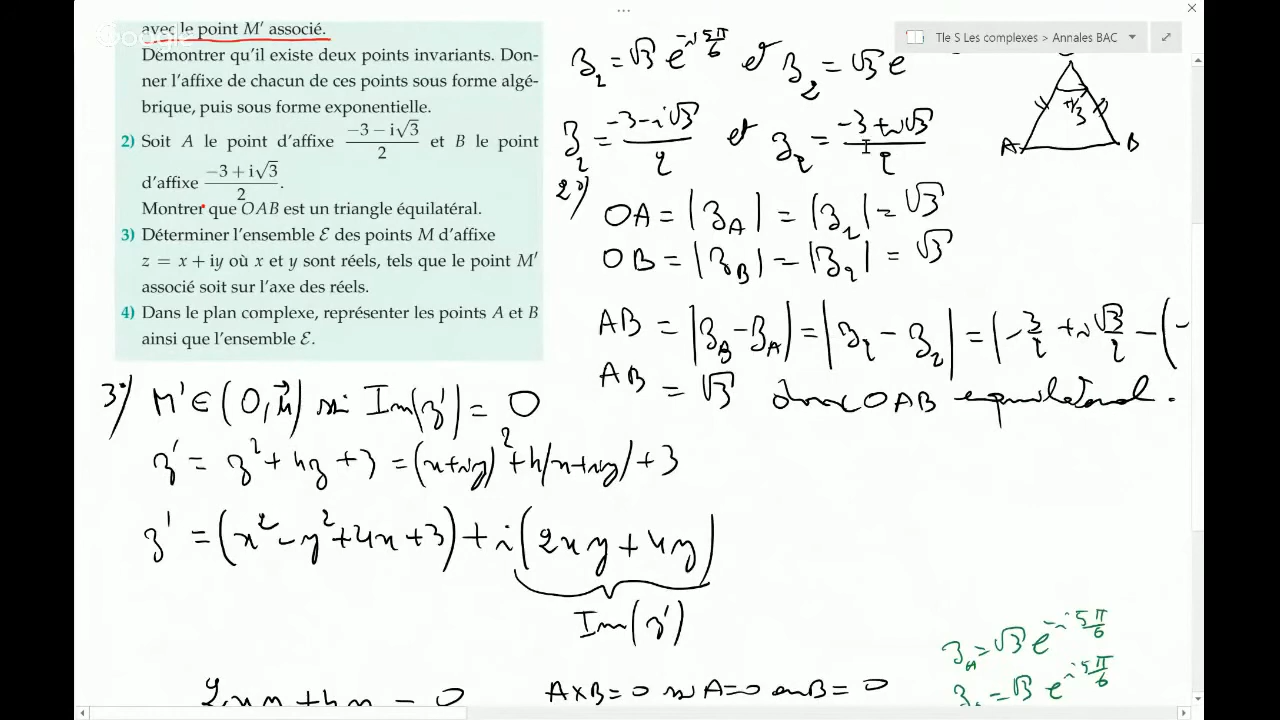 avec le point M′ associé.
Démontrer qu'il existe deux points invariants. Don-
ner l'affixe de chacun de ces points sous forme algé-
brique, puis sous forme exponentielle.
2) Soit A le point d'affixe (−3 − i√3)/2 et B le point
d'affixe (−3 + i√3)/2.
Montrer que OAB est un triangle équilatéral.
3) Déterminer l'ensemble ℰ des points M d'affixe
z = x + iy où x et y sont réels, tels que le point M′
associé soit sur l'axe des réels.
4) Dans le plan complexe, représenter les points A et B
ainsi que l'ensemble ℰ.
Tle S Les complexes > Annales BAC
z₁ = √3 e^(−i5π/6) et z₂ = √3 e
z₁ = (−3−i√3)/2 et z₂ = (−3+i√3)/2
π/3
A B
2°)
OA = |z_A| = |z₁| = √3
OB = |z_B| = |z₂| = √3
AB = |z_B − z_A| = |z₂ − z₁| = |−3/2 + i√3/2 − (−
AB = √3 donc OAB equilateral.
3°) M' ∈ (O, u⃗) ssi Im(z') = 0
z' = z² + 4z + 3 = (x+iy)² + 4(x+iy) + 3
z' = (x² − y² + 4x + 3) + i(2xy + 4y)
Im(z')
z_A = √3 e^(−i5π/6)
= √3 e^(−i5π/6)
A×B=0 ssi A=0 ou B=0